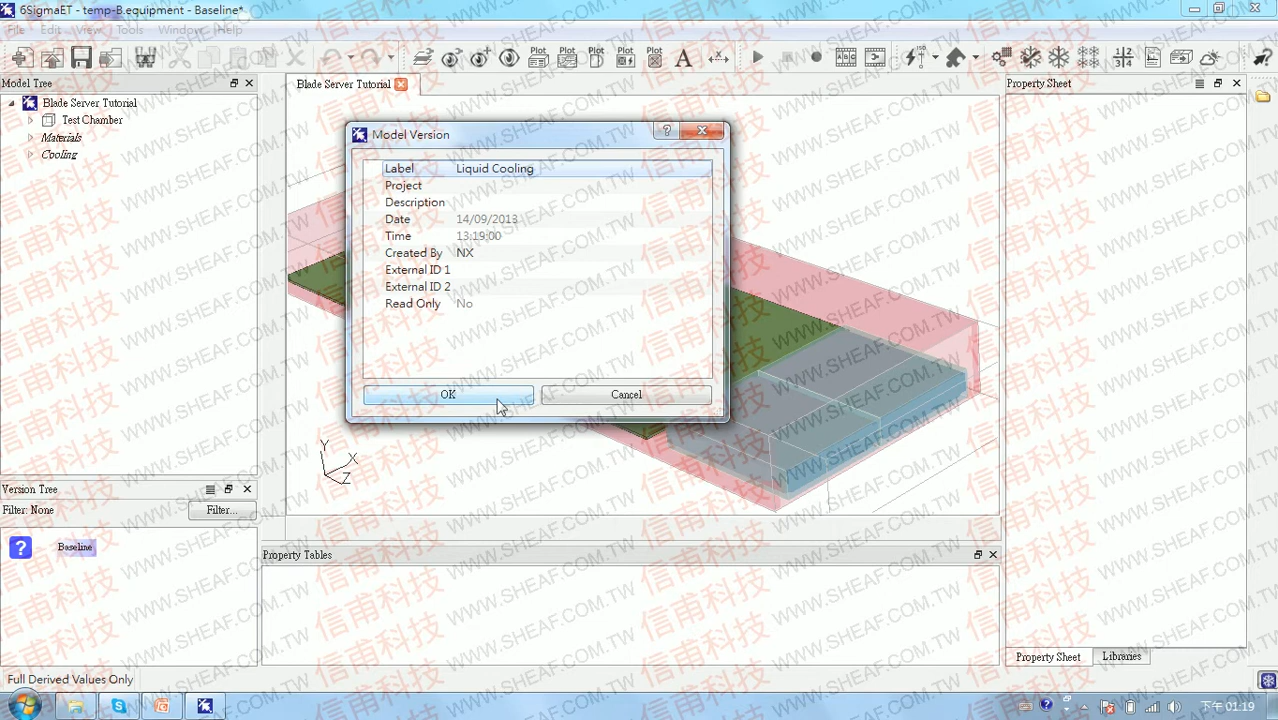 6SigmaET - temp-B.equipment - Baseline*
File Edit View Tools Window Help
Plot Plot Plot Plot Plot
Model Tree
Blade Server Tutorial
Test Chamber
Materials
Cooling
Blade Server Tutorial
Property Sheet
Model Version
Label Liquid Cooling
Project
Description
Date 14/09/2013
Time 13:19:00
Created By NX
External ID 1
External ID 2
Read Only No
OK Cancel
Y
X
Z
Version Tree
Filter: None Filter...
Baseline
Property Tables
Property Sheet Libraries
Full Derived Values Only
下午 01:19
信甫科技 WWW.SHEAF.COM.TW